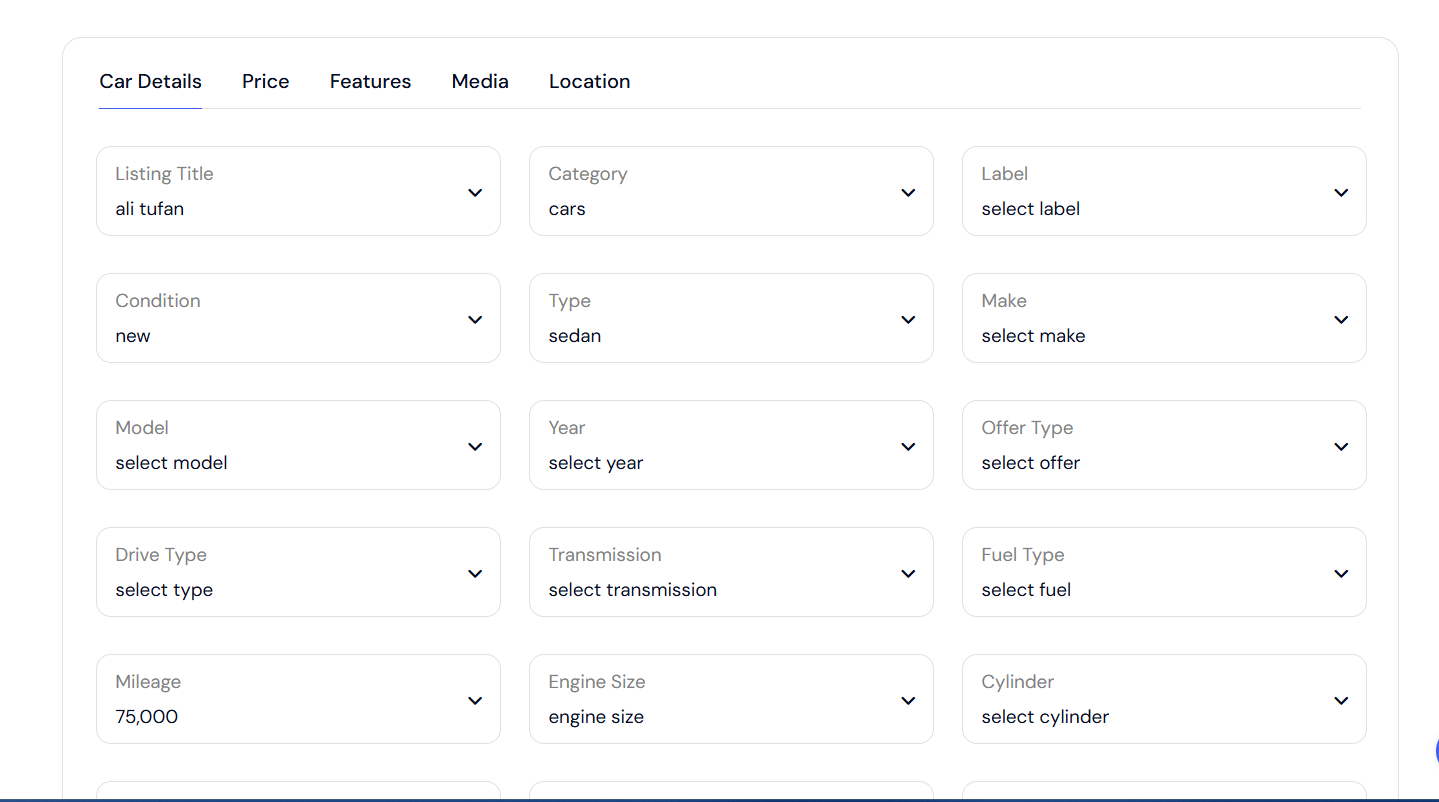 Car Details Price Features Media Location
Listing Title Category Label
ali tufan cars select label
Condition Type Make
new sedan select make
Model Year Offer Type
select model select year select offer
Drive Type Transmission Fuel Type
select type select transmission select fuel
Mileage Engine Size Cylinder
75,000 engine size select cylinder